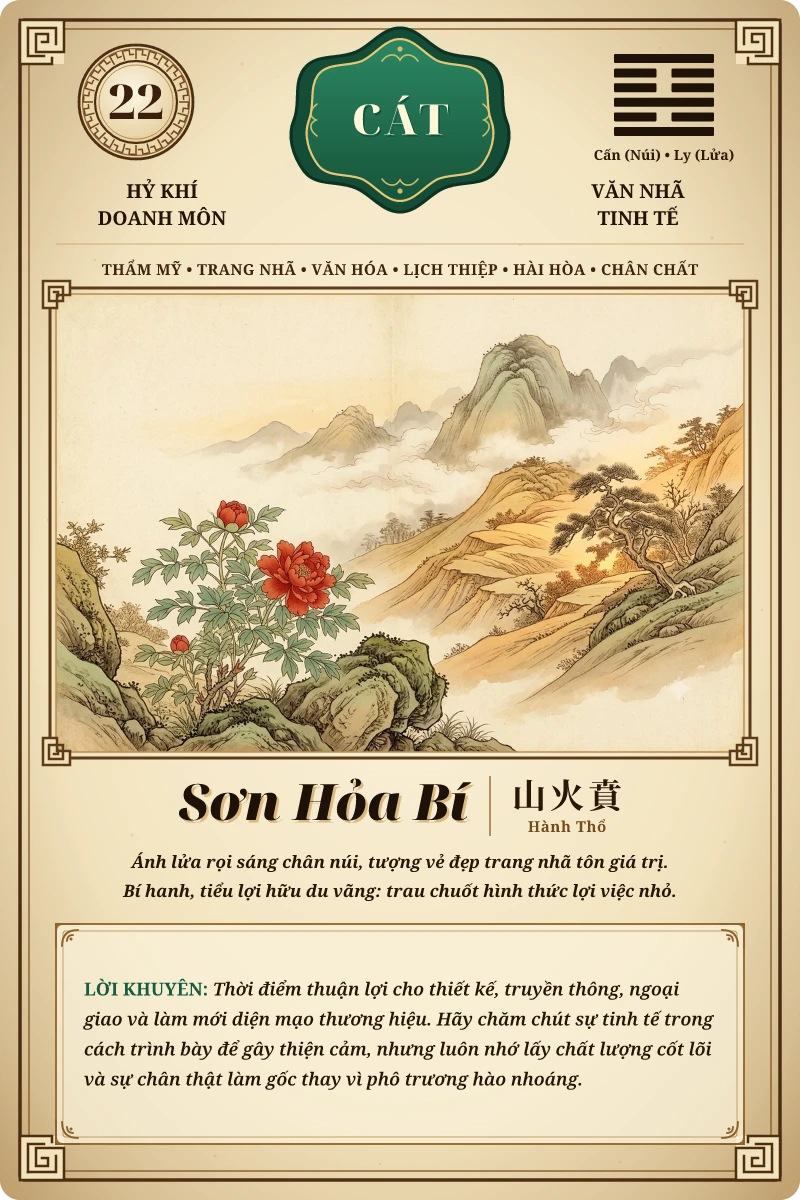 22
CÁT
Cấn (Núi) • Ly (Lửa)
HỶ KHÍ
DOANH MÔN
VĂN NHÃ
TINH TẾ
THẨM MỸ • TRANG NHÃ • VĂN HÓA • LỊCH THIỆP • HÀI HÒA • CHÂN CHẤT
Sơn Hỏa Bí
山火賁
Hành Thổ
Ánh lửa rọi sáng chân núi, tượng vẻ đẹp trang nhã tôn giá trị.
Bí hanh, tiểu lợi hữu du vãng: trau chuốt hình thức lợi việc nhỏ.
LỜI KHUYÊN: Thời điểm thuận lợi cho thiết kế, truyền thông, ngoại
giao và làm mới diện mạo thương hiệu. Hãy chăm chút sự tinh tế trong
cách trình bày để gây thiện cảm, nhưng luôn nhớ lấy chất lượng cốt lõi
và sự chân thật làm gốc thay vì phô trương hào nhoáng.